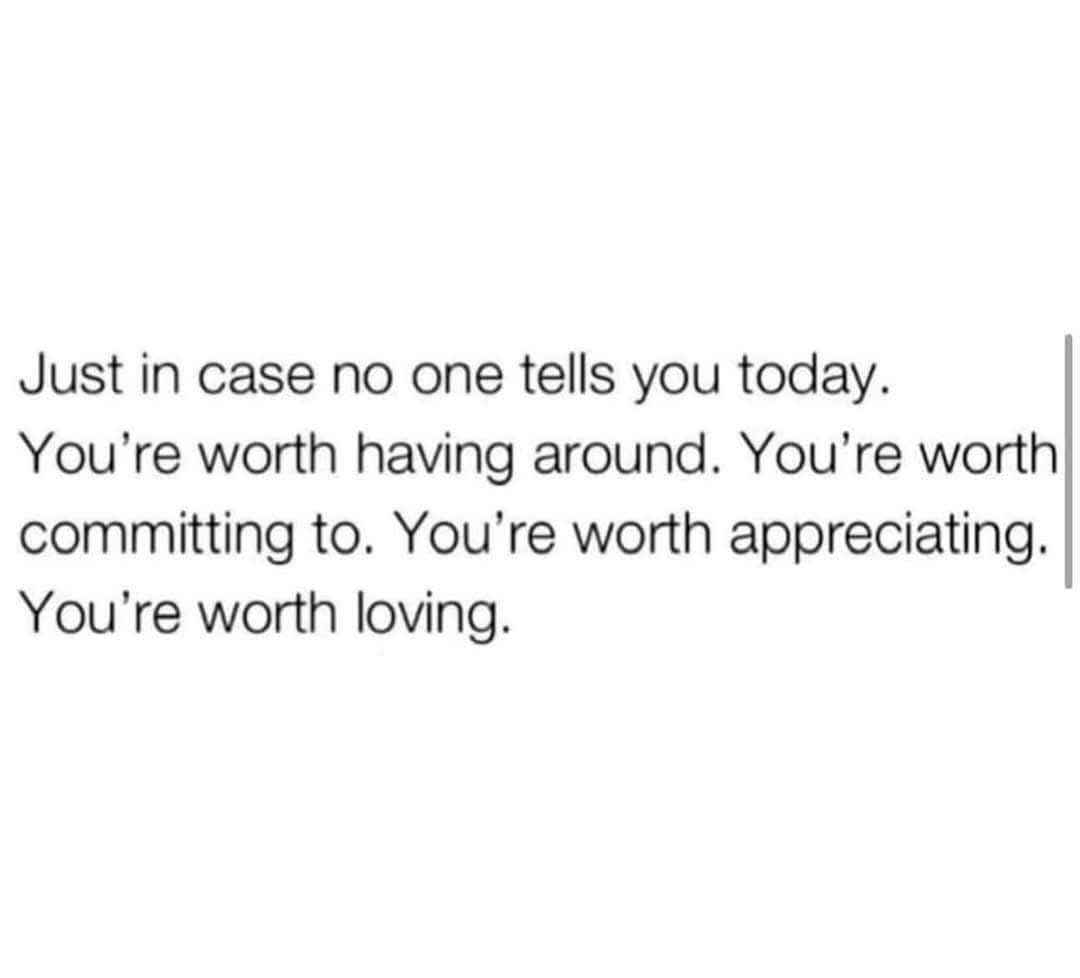 Just in case no one tells you today.
You’re worth having around. You’re worth
committing to. You’re worth appreciating.
You’re worth loving.